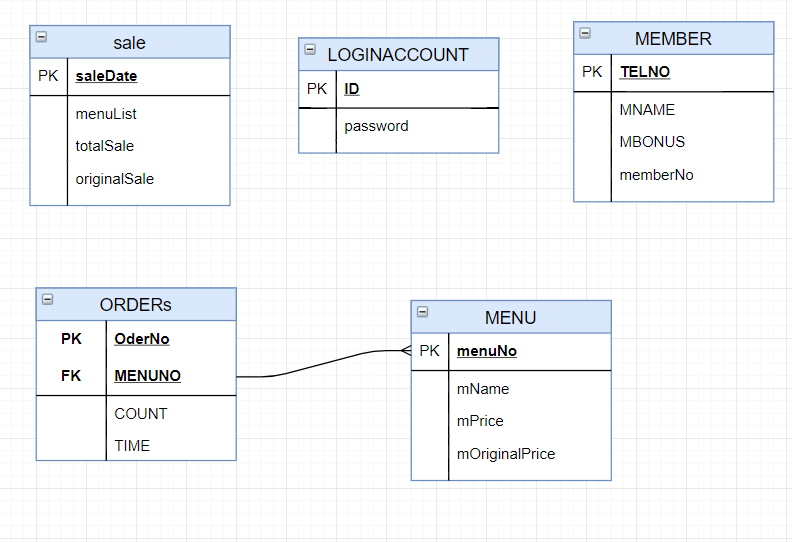 sale
PK saleDate
menuList
totalSale
originalSale
LOGINACCOUNT
PK ID
password
MEMBER
PK TELNO
MNAME
MBONUS
memberNo
ORDERs
PK OderNo
FK MENUNO
COUNT
TIME
MENU
PK menuNo
mName
mPrice
mOriginalPrice